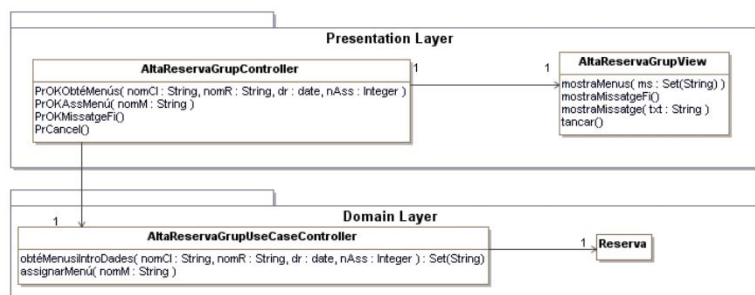 Presentation Layer
AltaReservaGrupController
PrOKObtéMenús( nomCl : String, nomR : String, dr : date, nAss : Integer )
PrOKAssMenú( nomM : String )
PrOKMissatgeFi()
PrCancel()
1
1
AltaReservaGrupView
mostraMenus( ms : Set(String) )
mostraMissatgeFi()
mostraMissatge( txt : String )
tancar()
1
Domain Layer
AltaReservaGrupUseCaseController
obtéMenusiIntroDades( nomCl : String, nomR : String, dr : date, nAss : Integer ) : Set(String)
assignarMenú( nomM : String )
1
Reserva